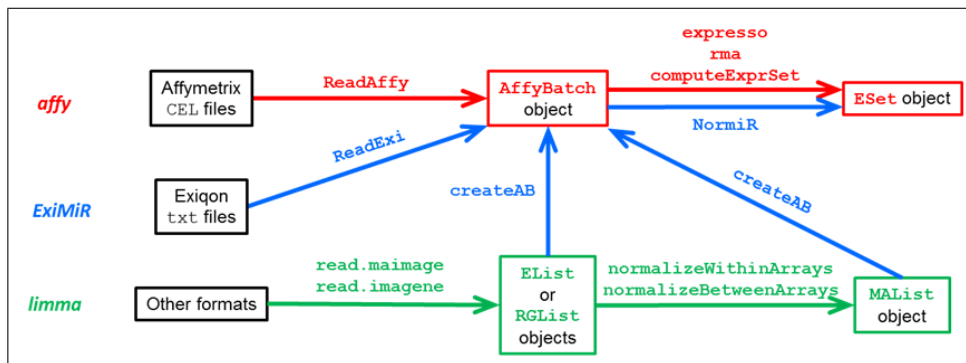 expresso
rma
computeExprSet
affy
Affymetrix
CEL files
ReadAffy
AffyBatch
object
ESet object
NormiR
ReadExi
createAB
createAB
ExiMiR
Exiqon
txt files
limma
Other formats
read.maimage
read.imagene
EList
or
RGList
objects
normalizeWithinArrays
normalizeBetweenArrays
MAList
object